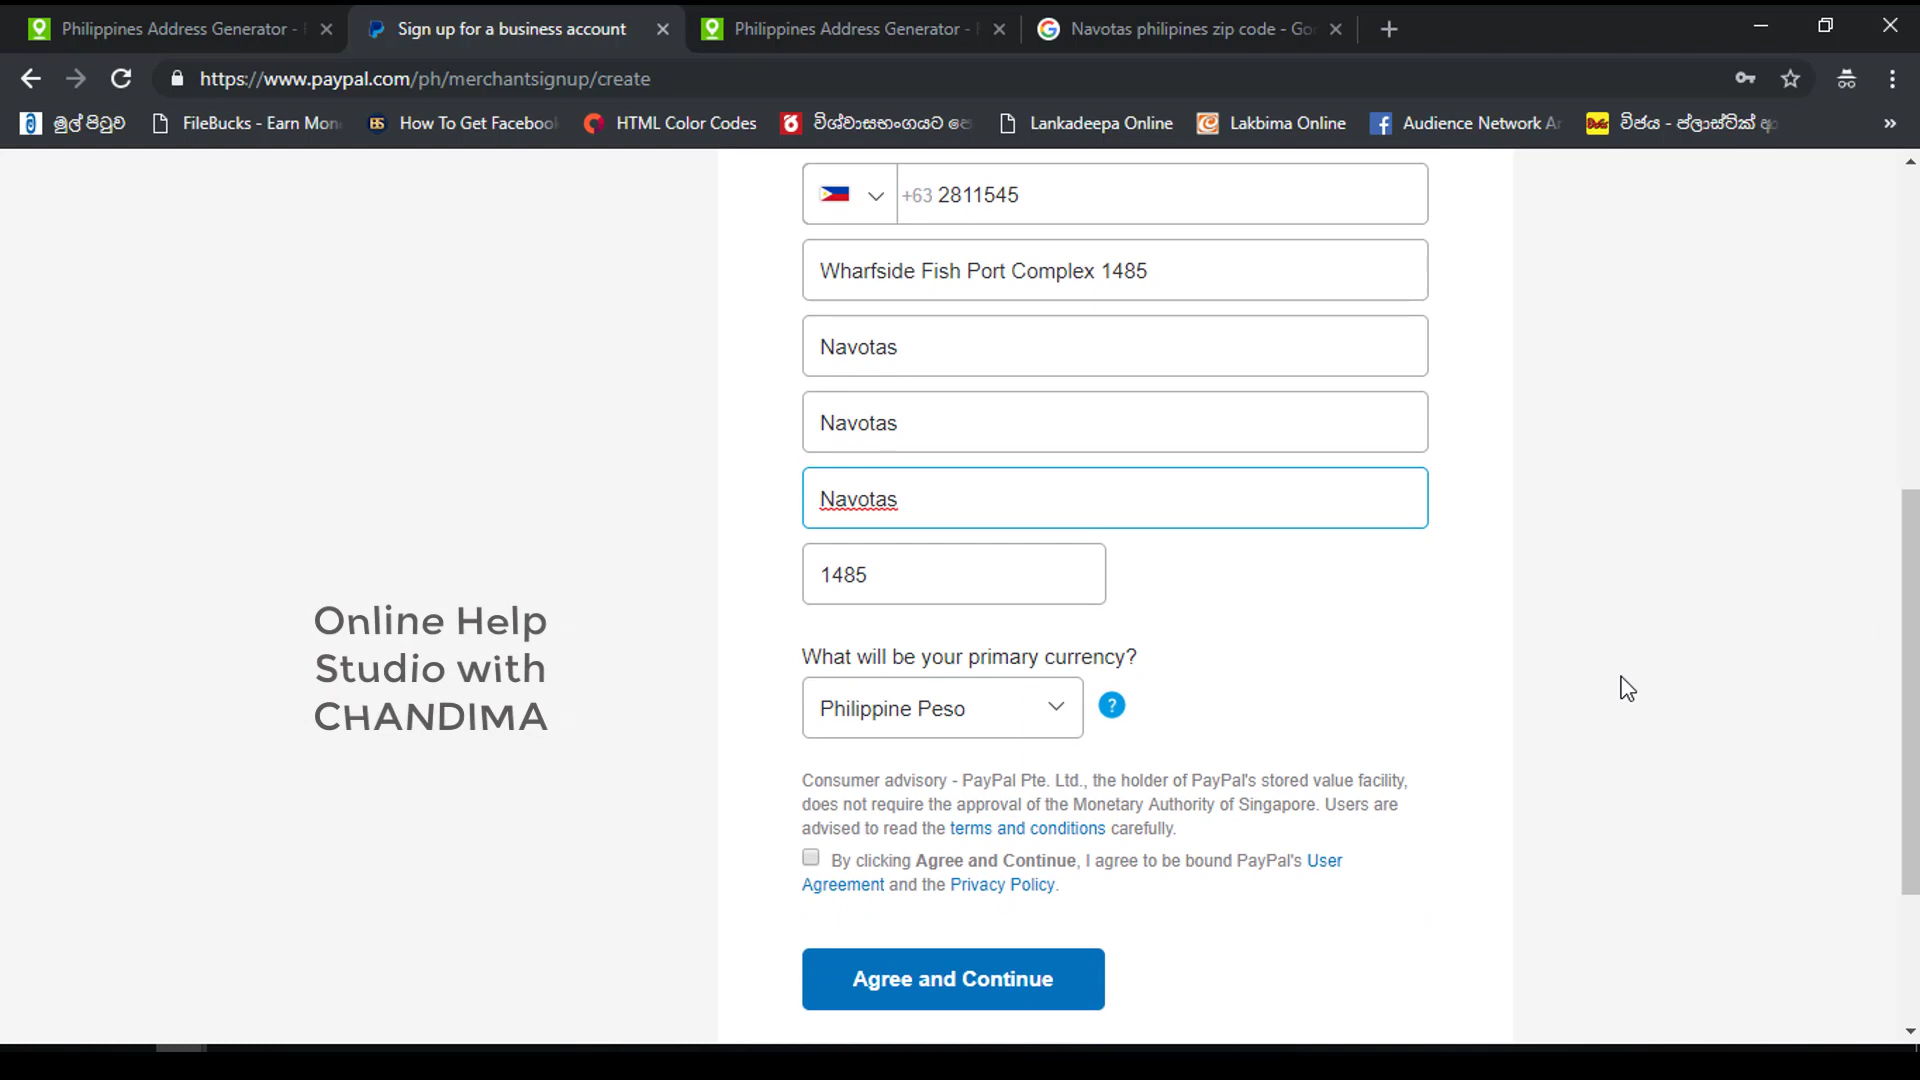 Philippines Address Generator -
Sign up for a business account
Philippines Address Generator -
Navotas philipines zip code - Goo
https://www.paypal.com/ph/merchantsignup/create
මුල් පිටුව
FileBucks - Earn Mon
How To Get Facebook
HTML Color Codes
විශ්වාසභංගයට
Lankadeepa Online
Lakbima Online
Audience Network
විජය - ප්ලාස්ටික්
»
+63 2811545
Wharfside Fish Port Complex 1485
Navotas
Navotas
Navotas
1485
Online Help
Studio with
CHANDIMA
What will be your primary currency?
Philippine Peso
?
Consumer advisory - PayPal Pte. Ltd., the holder of PayPal's stored value facility,
does not require the approval of the Monetary Authority of Singapore. Users are
advised to read the terms and conditions carefully.
By clicking Agree and Continue, I agree to be bound PayPal's User
Agreement and the Privacy Policy.
Agree and Continue